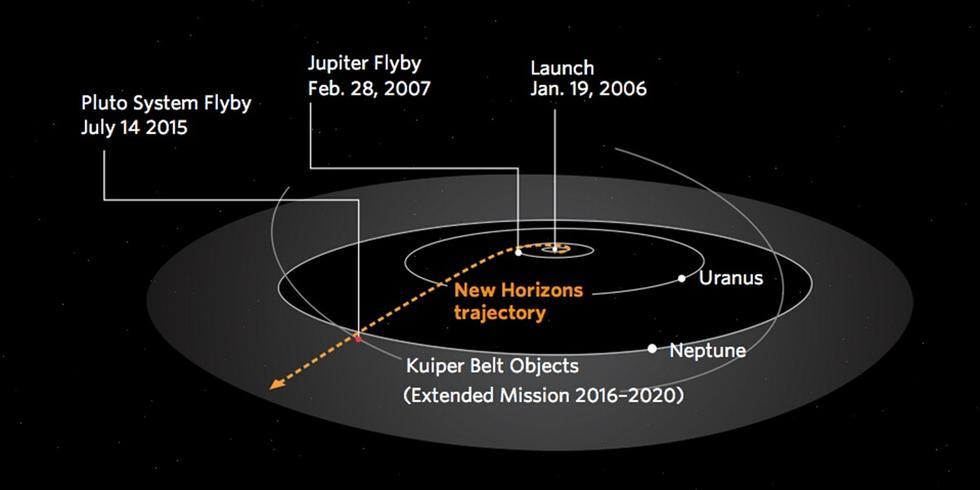 Jupiter Flyby
Feb. 28, 2007
Launch
Jan. 19, 2006
Pluto System Flyby
July 14 2015
Uranus
New Horizons
trajectory
Neptune
Kuiper Belt Objects
(Extended Mission 2016–2020)